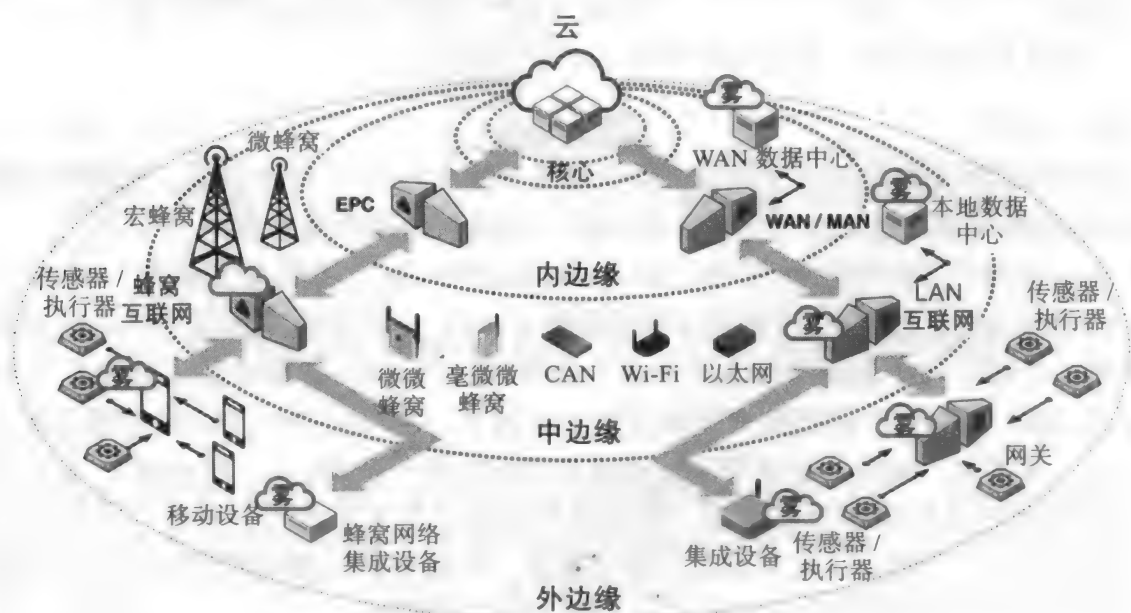 云
雾
微蜂窝
WAN 数据中心
核心
雾
宏蜂窝
EPC
WAN / MAN
本地数据
中心
内边缘
传感器 /
执行器
蜂窝
互联网
LAN
互联网
传感器 /
执行器
雾
微微
蜂窝
毫微微
蜂窝
CAN
Wi-Fi
以太网
雾
中边缘
雾
网关
移动设备
雾
蜂窝网络
集成设备
雾
集成设备
传感器 /
执行器
外边缘